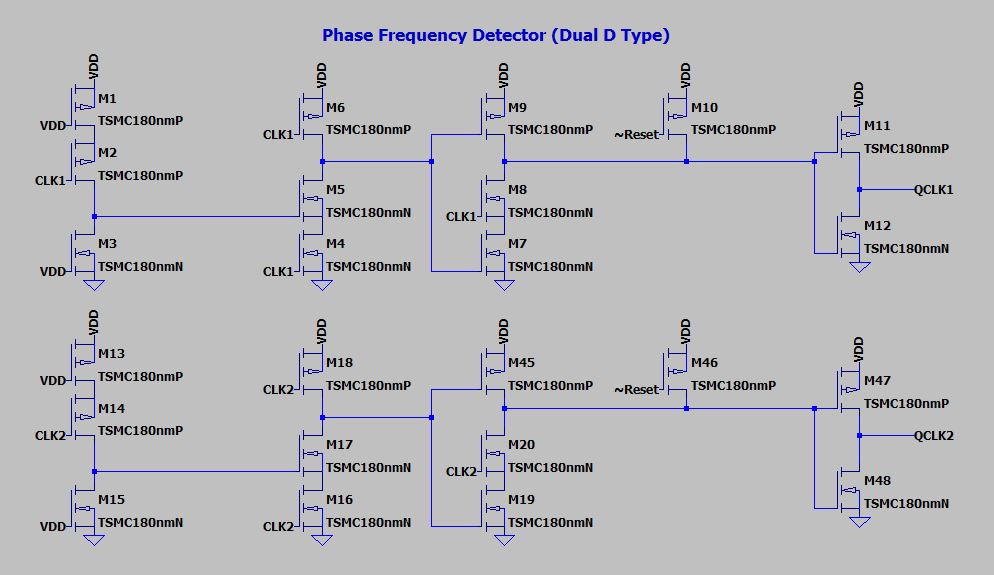 Phase Frequency Detector (Dual D Type)
VDD VDD VDD VDD VDD
M1 M6 M9 M10 M11
VDD TSMC180nmP CLK1 TSMC180nmP TSMC180nmP ~Reset TSMC180nmP TSMC180nmP
M2
CLK1 TSMC180nmP
M5 M8 QCLK1
TSMC180nmN CLK1 TSMC180nmN
M3 M4 M7 M12
VDD TSMC180nmN CLK1 TSMC180nmN TSMC180nmN TSMC180nmN
VDD VDD VDD VDD VDD
M13 M18 M45 M46 M47
VDD TSMC180nmP CLK2 TSMC180nmP TSMC180nmP ~Reset TSMC180nmP TSMC180nmP
M14
CLK2 TSMC180nmP
M17 M20 QCLK2
TSMC180nmN CLK2 TSMC180nmN
M15 M16 M19 M48
VDD TSMC180nmN CLK2 TSMC180nmN TSMC180nmN TSMC180nmN